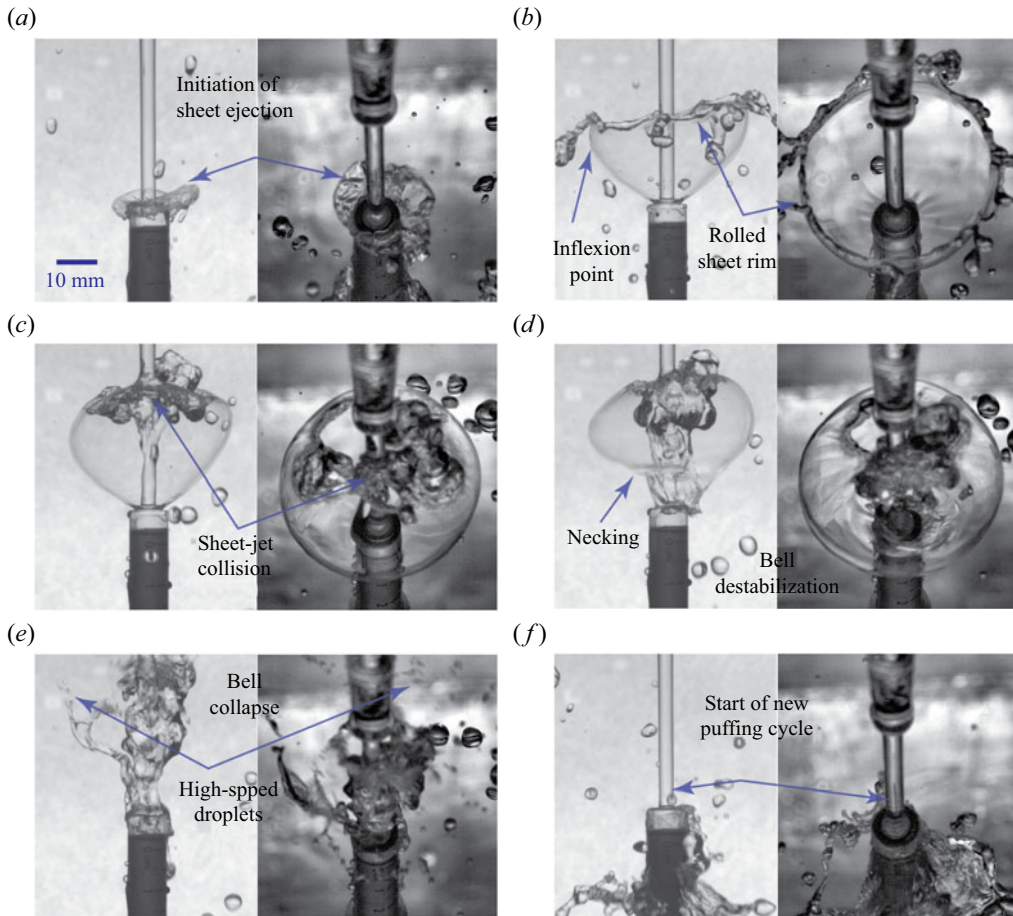 (a)
Initiation of
sheet ejection
10 mm
(b)
Inflexion
point
Rolled
sheet rim
(c)
Sheet-jet
collision
(d)
Necking
Bell
destabilization
(e)
Bell
collapse
High-spped
droplets
(f)
Start of new
puffing cycle